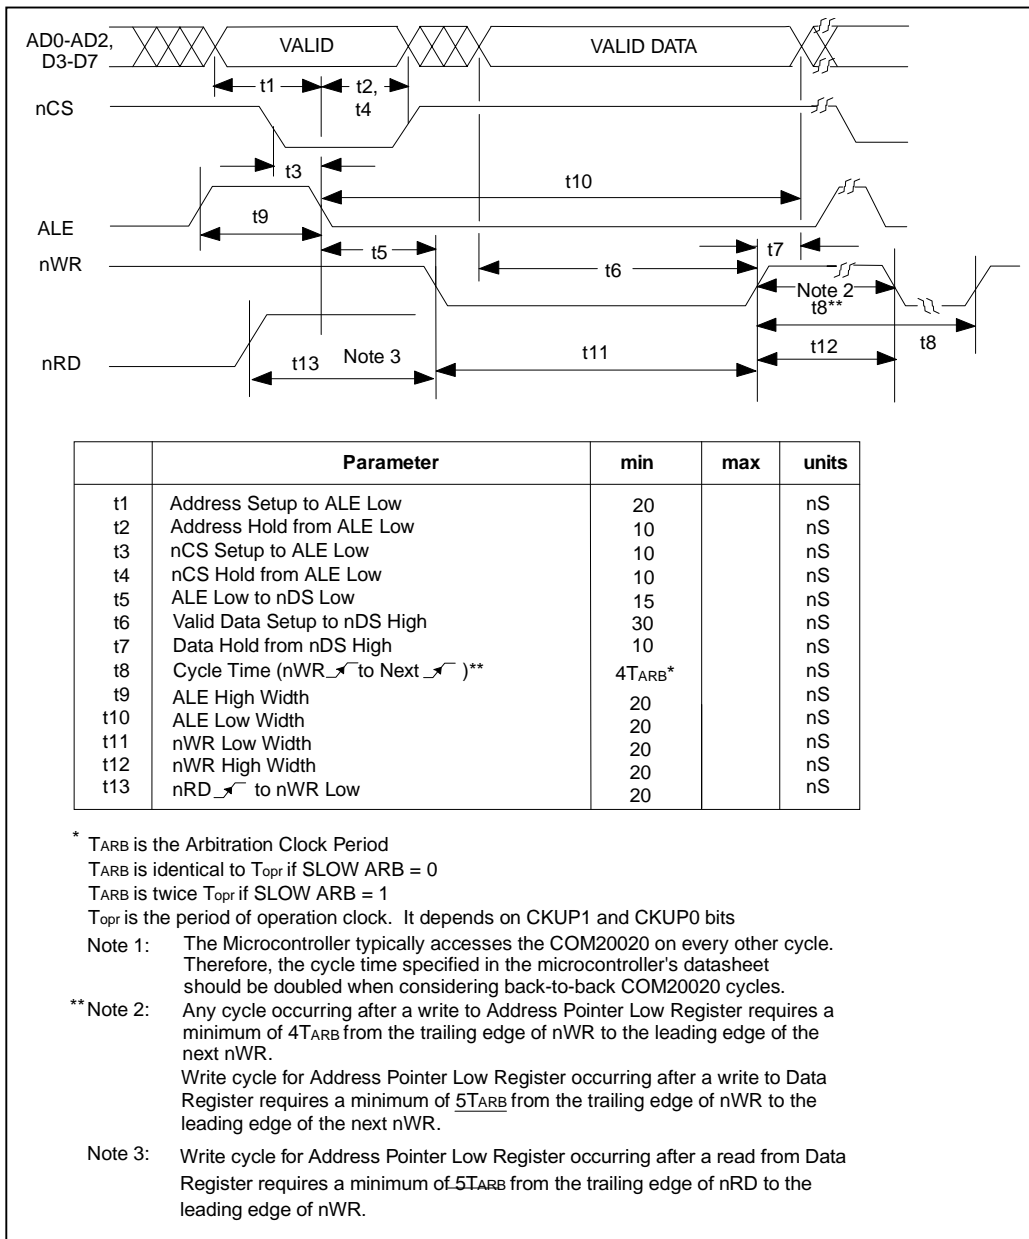 AD0-AD2,
D3-D7
VALID
VALID DATA
t1
t2,
t4
nCS
t3
t10
ALE
t9
t5
t7
nWR
t6
Note 2
t8**
t8
nRD
t13
Note 3
t11
t12
Parameter min max units
t1 Address Setup to ALE Low 20 nS
t2 Address Hold from ALE Low 10 nS
t3 nCS Setup to ALE Low 10 nS
t4 nCS Hold from ALE Low 10 nS
t5 ALE Low to nDS Low 15 nS
t6 Valid Data Setup to nDS High 30 nS
t7 Data Hold from nDS High 10 nS
t8 Cycle Time (nWR to Next )** 4TARB* nS
t9 ALE High Width 20 nS
t10 ALE Low Width 20 nS
t11 nWR Low Width 20 nS
t12 nWR High Width 20 nS
t13 nRD to nWR Low 20 nS
* TARB is the Arbitration Clock Period
TARB is identical to Topr if SLOW ARB = 0
TARB is twice Topr if SLOW ARB = 1
Topr is the period of operation clock. It depends on CKUP1 and CKUP0 bits
Note 1: The Microcontroller typically accesses the COM20020 on every other cycle.
Therefore, the cycle time specified in the microcontroller's datasheet
should be doubled when considering back-to-back COM20020 cycles.
**Note 2: Any cycle occurring after a write to Address Pointer Low Register requires a
minimum of 4TARB from the trailing edge of nWR to the leading edge of the
next nWR.
Write cycle for Address Pointer Low Register occurring after a write to Data
Register requires a minimum of 5TARB from the trailing edge of nWR to the
leading edge of the next nWR.
Note 3: Write cycle for Address Pointer Low Register occurring after a read from Data
Register requires a minimum of 5TARB from the trailing edge of nRD to the
leading edge of nWR.